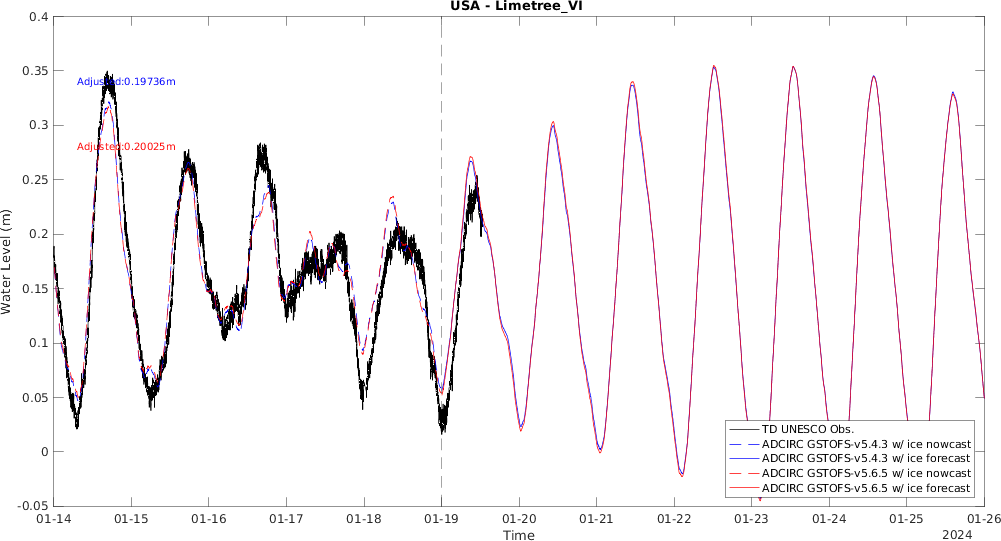 USA - Limetree_VI
0.4
0.35
0.3
0.25
0.2
0.15
0.1
0.05
0
-0.05
Water Level (m)
Adjusted:0.19736m
Adjusted:0.20025m
TD UNESCO Obs.
ADCIRC GSTOFS-v5.4.3 w/ ice nowcast
ADCIRC GSTOFS-v5.4.3 w/ ice forecast
ADCIRC GSTOFS-v5.6.5 w/ ice nowcast
ADCIRC GSTOFS-v5.6.5 w/ ice forecast
01-14 01-15 01-16 01-17 01-18 01-19 01-20 01-21 01-22 01-23 01-24 01-25 01-26
Time
2024